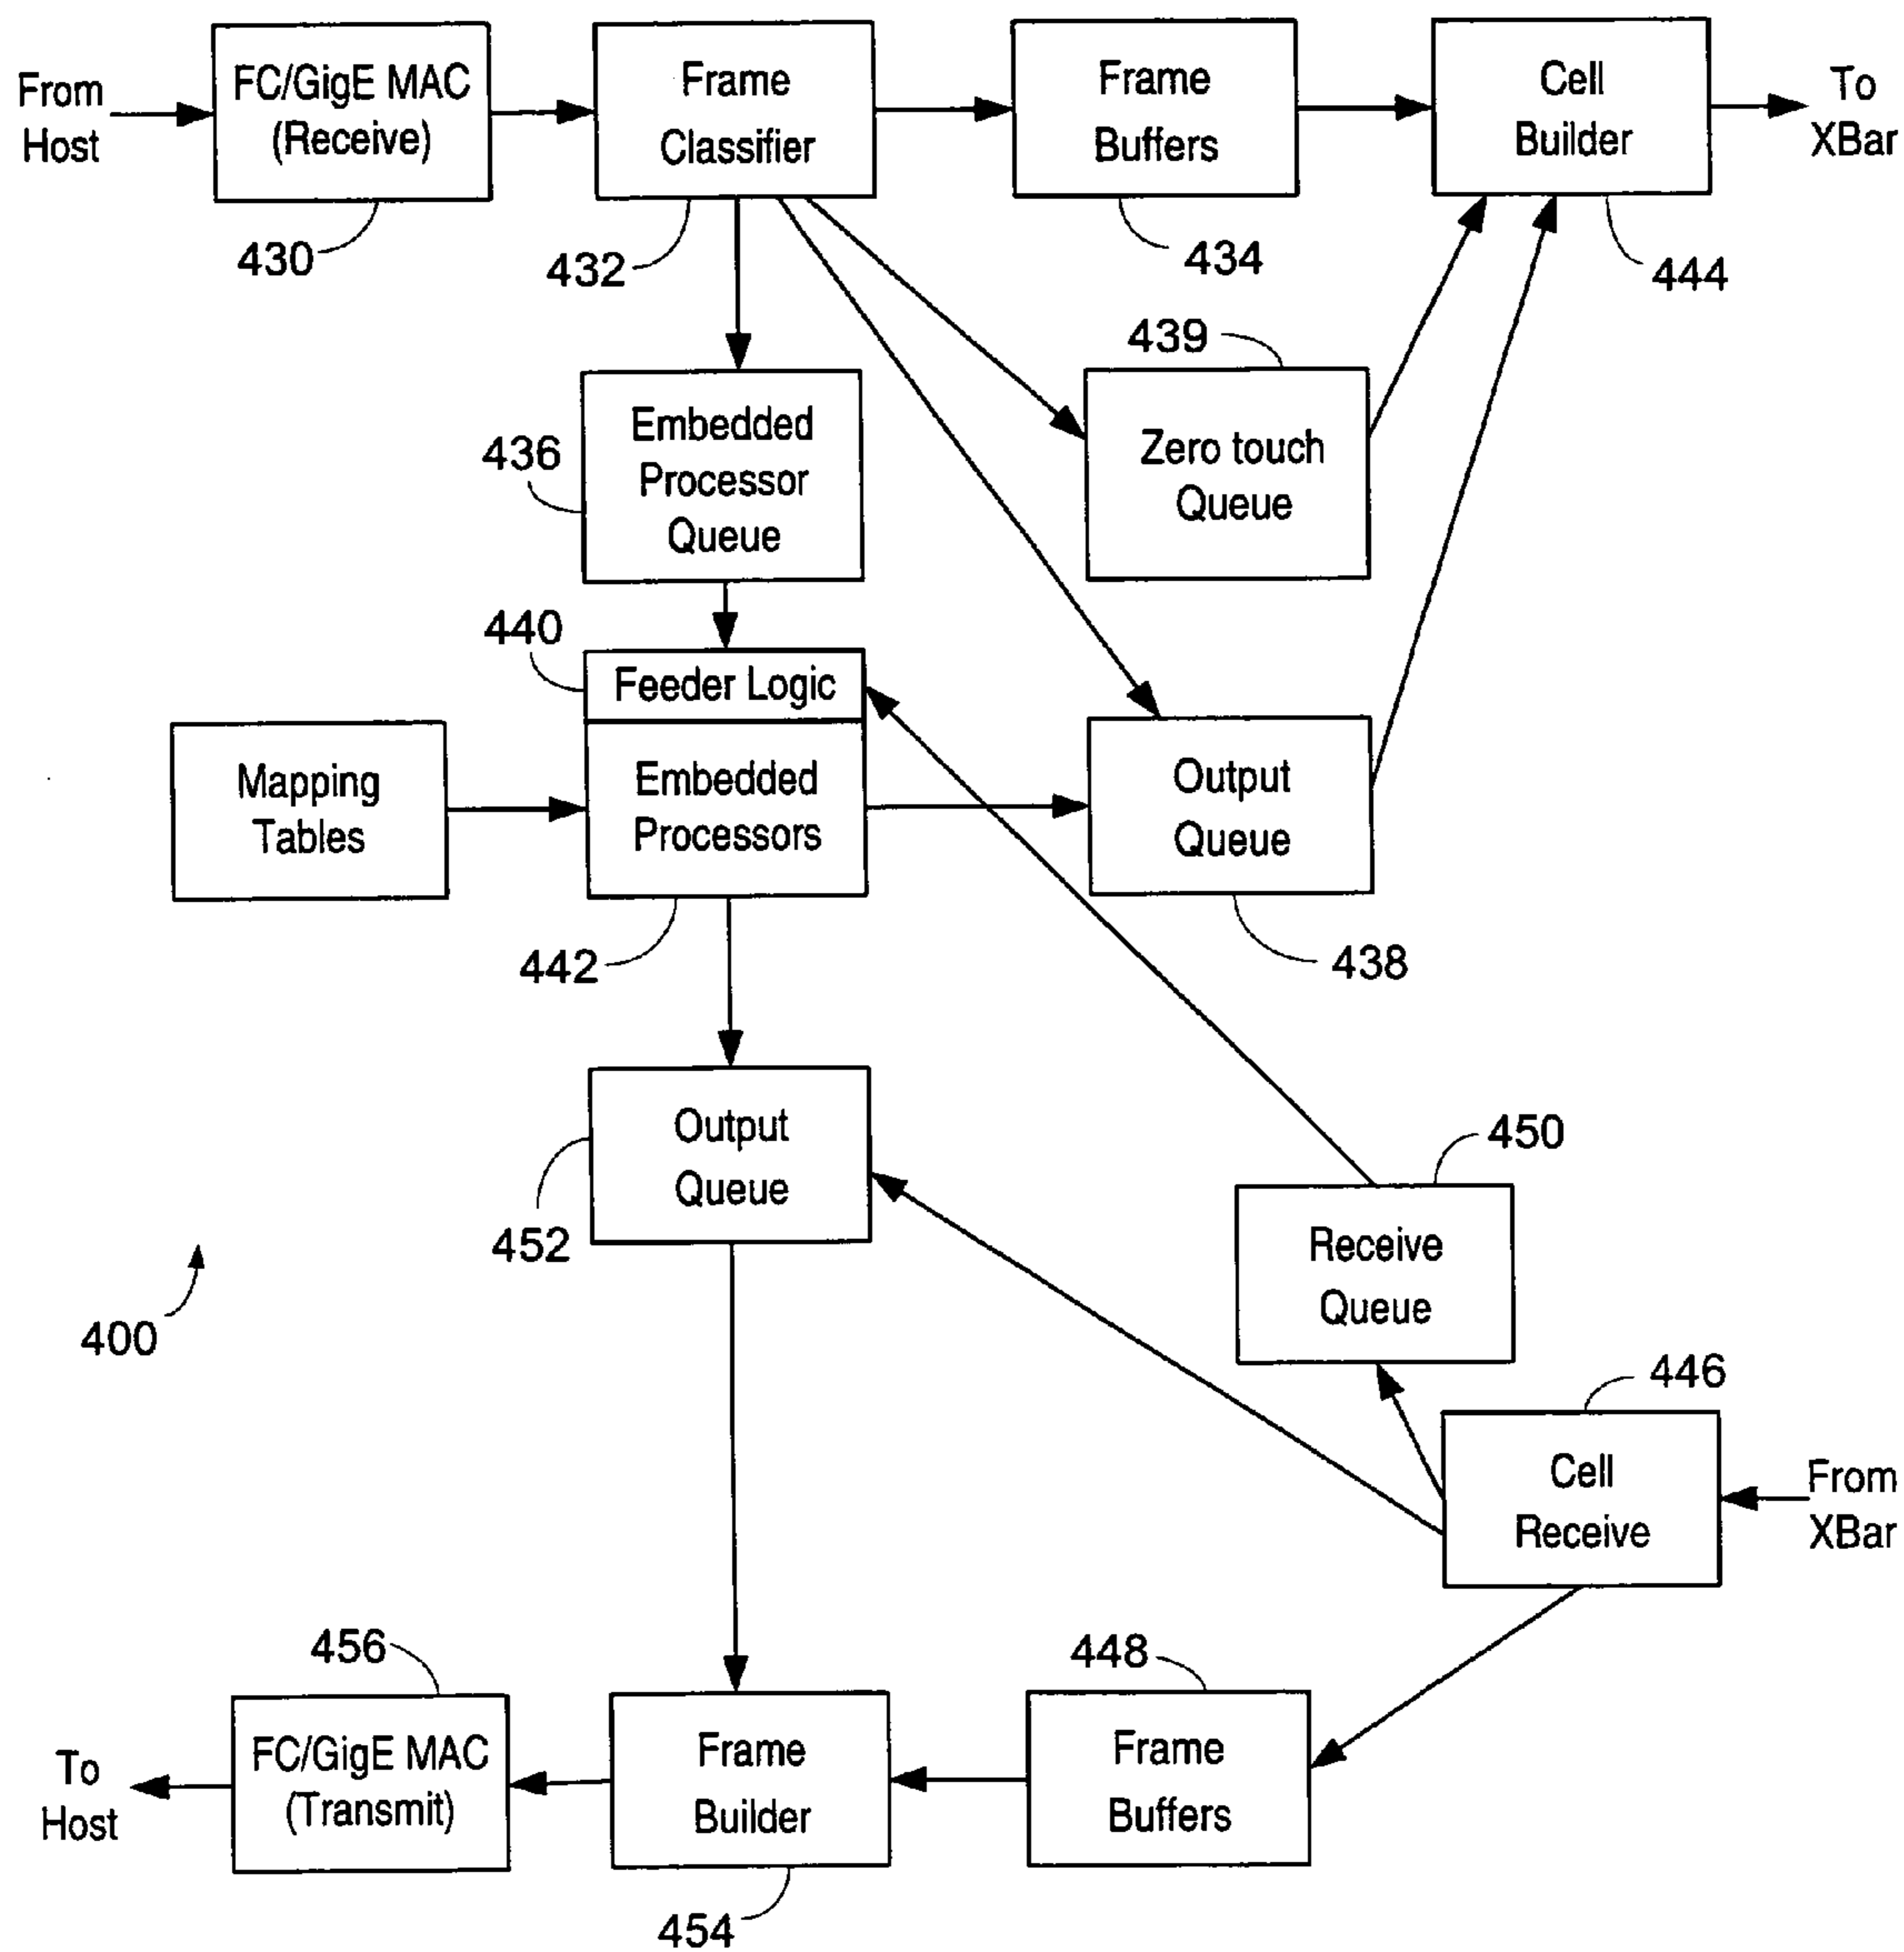 From
Host
FC/GigE MAC
(Receive)
Frame
Classifier
Frame
Buffers
Cell
Builder
To
XBar
430
432
434
444
439
Embedded
Processor
Queue
436
Zero touch
Queue
440
Feeder Logic
Mapping
Tables
Embedded
Processors
Output
Queue
442
438
Output
Queue
452
450
Receive
Queue
400
446
Cell
Receive
From
XBar
456
448
To
Host
FC/GigE MAC
(Transmit)
Frame
Builder
Frame
Buffers
454